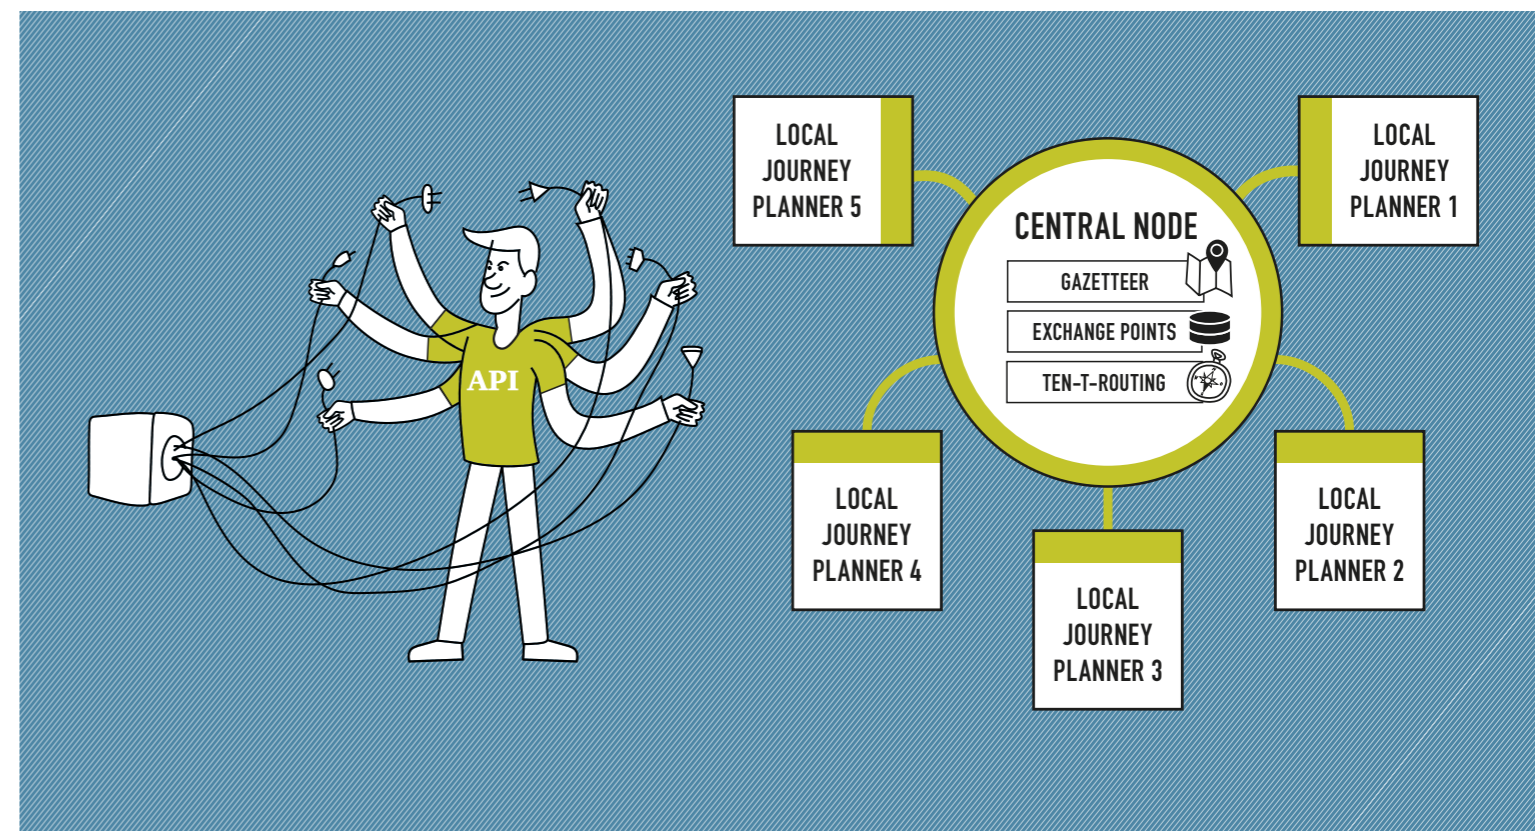 API
LOCAL
JOURNEY
PLANNER 5
LOCAL
JOURNEY
PLANNER 1
CENTRAL NODE
GAZETTEER
EXCHANGE POINTS
TEN-T-ROUTING
LOCAL
JOURNEY
PLANNER 4
LOCAL
JOURNEY
PLANNER 3
LOCAL
JOURNEY
PLANNER 2